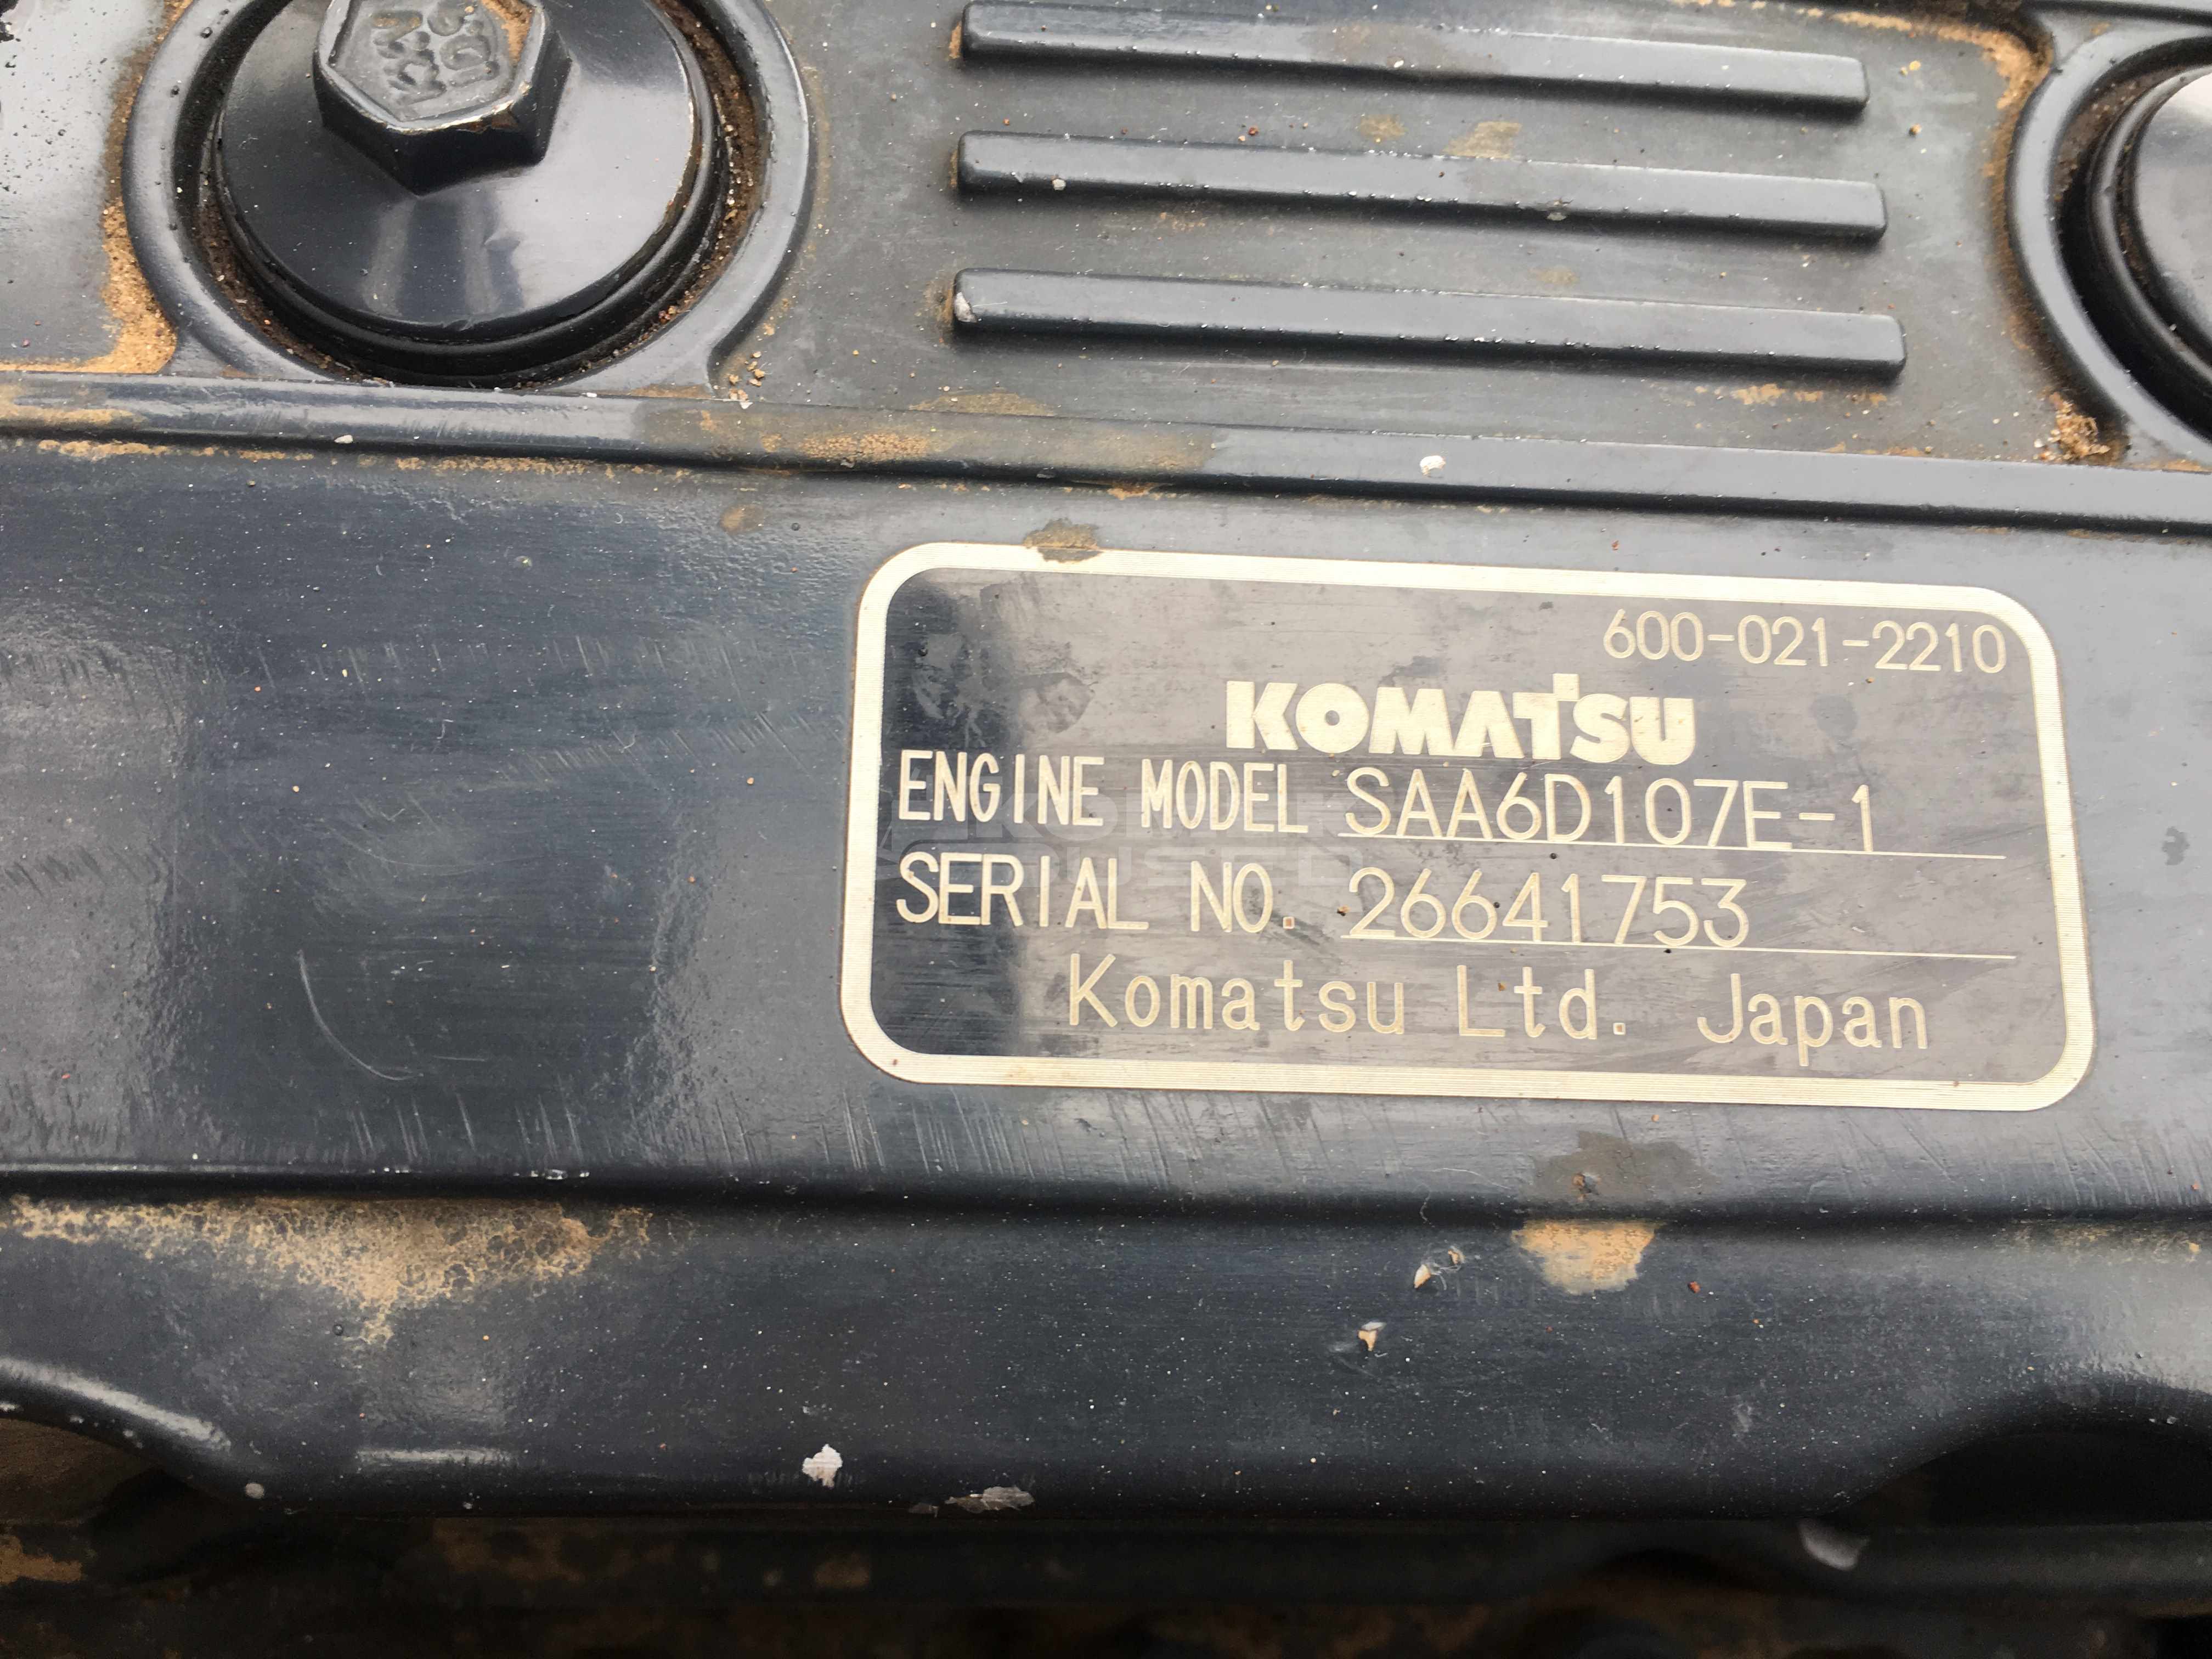 600-021-2210
KOMATSU
ENGINE MODEL SAA6D107E-1
SERIAL NO. 26641753
Komatsu Ltd. Japan